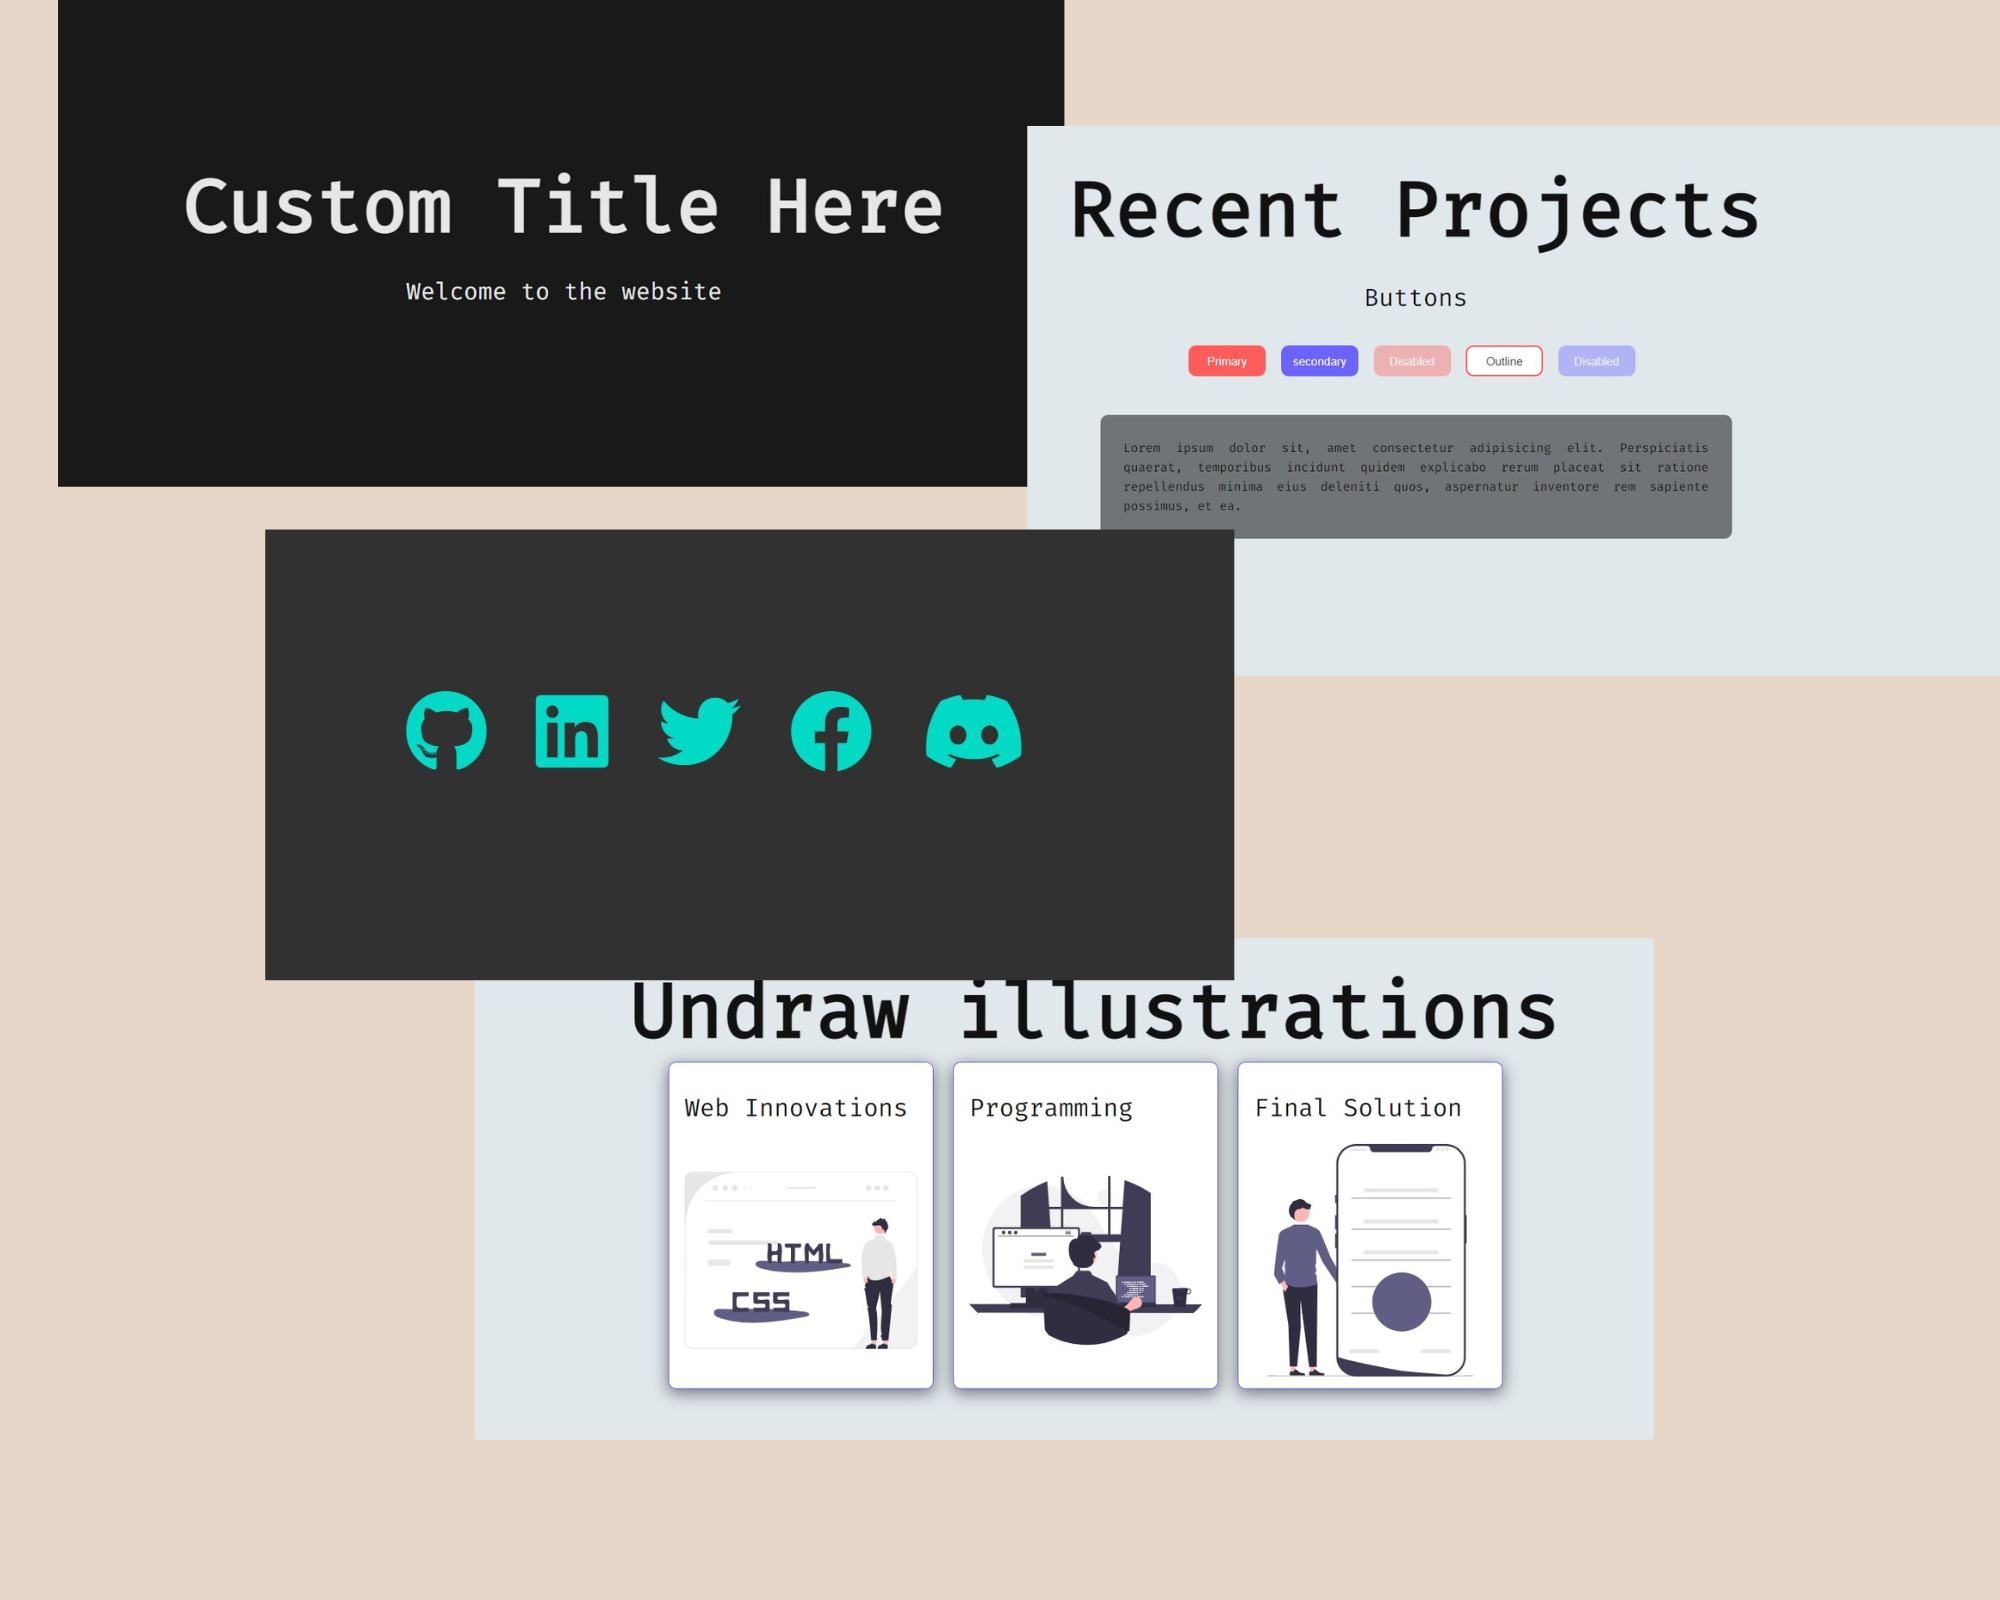 Custom Title Here
Welcome to the website
Recent Projects
Buttons
Primary
secondary
Disabled
Outline
Disabled
Lorem ipsum dolor sit, amet consectetur adipisicing elit. Perspiciatis
quaerat, temporibus incidunt quidem explicabo rerum placeat sit ratione
repellendus minima eius deleniti quos, aspernatur inventore rem sapiente
possimus, et ea.
in
Undraw illustrations
Web Innovations
HTML
CSS
Programming
Final Solution